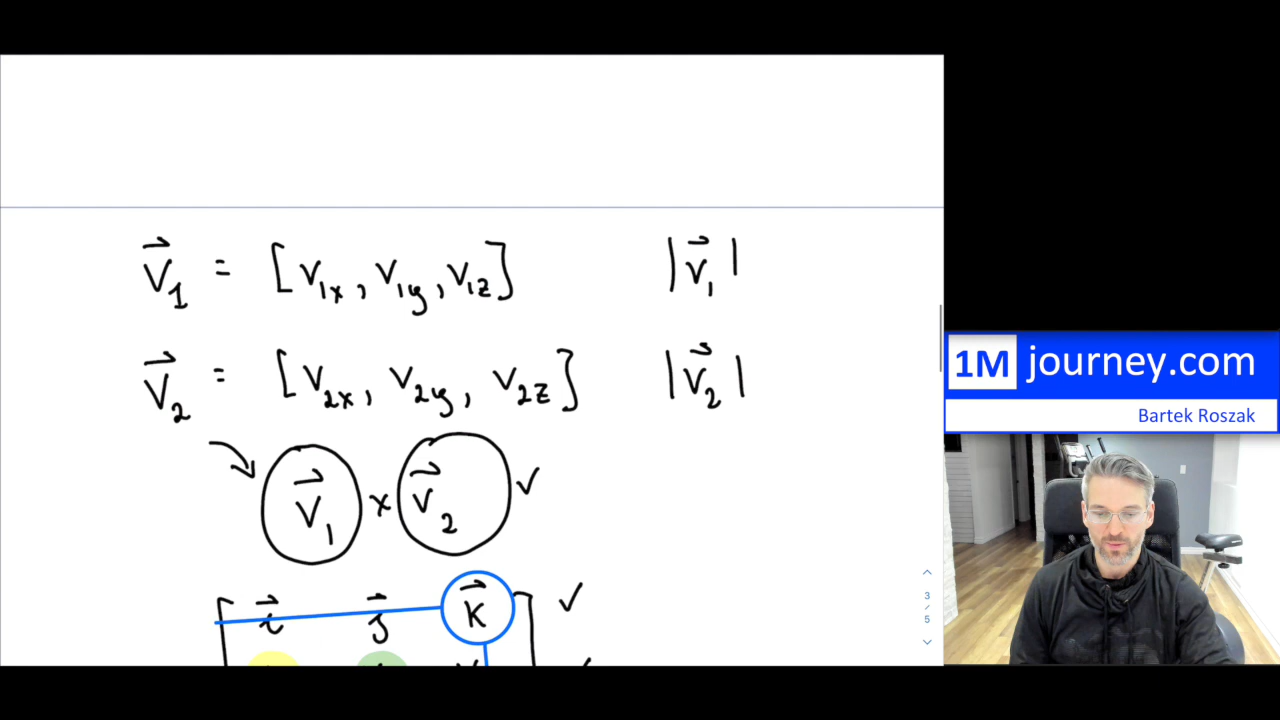 V⃗₁ = [V₁ₓ, V₁y, V₁z] |V⃗₁|
V⃗₂ = [V₂ₓ, V₂y, V₂z] |V⃗₂|
V⃗₁ × V⃗₂ ✓
i⃗ j⃗ k⃗ ✓
1M journey.com
Bartek Roszak
3
/
5